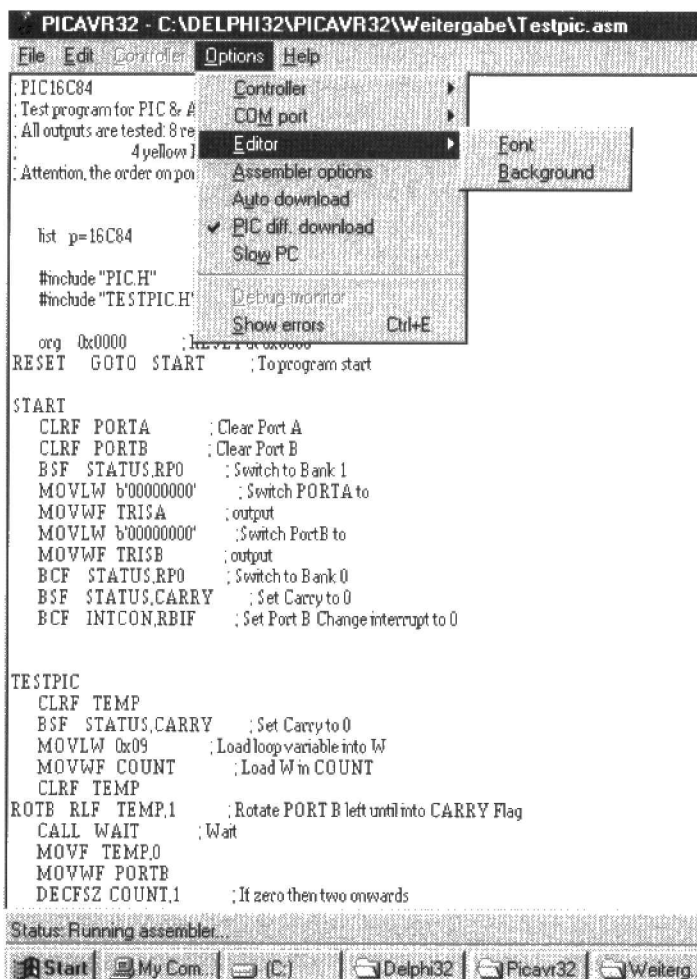 PICAVR32 - C:\DELPHI32\PICAVR32\Weitergabe\Testpic.asm
File Edit Controller Options Help
; PIC16C84
; Test program for PIC & A
; All outputs are tested: 8 re
; 4 yellow
; Attention, the order on por
Controller
COM port
Editor
Assembler options
Auto download
✓ PIC diff. download
Slow PC
Debug-monitor
Show errors Ctrl+E
Font
Background
list p=16C84
#include "PIC.H"
#include "TESTPIC.H"
org 0x0000
RESET GOTO START ; To program start
START
CLRF PORTA ; Clear Port A
CLRF PORTB ; Clear Port B
BSF STATUS,RP0 ; Switch to Bank 1
MOVLW b'00000000' ; Switch PORTA to
MOVWF TRISA ; output
MOVLW b'00000000' ; Switch PortB to
MOVWF TRISB ; output
BCF STATUS,RP0 ; Switch to Bank 0
BSF STATUS,CARRY ; Set Carry to 0
BCF INTCON,RBIF ; Set Port B Change interrupt to 0
TESTPIC
CLRF TEMP
BSF STATUS,CARRY ; Set Carry to 0
MOVLW 0x09 ; Load loop variable into W
MOVWF COUNT ; Load W in COUNT
CLRF TEMP
ROTB RLF TEMP,1 ; Rotate PORT B left until into CARRY Flag
CALL WAIT ; Wait
MOVF TEMP,0
MOVWF PORTB
DECFSZ COUNT,1 ; If zero then two onwards
Status: Running assembler...
Start My Com... (C:) Delphi32 Picavr32 Weiterg